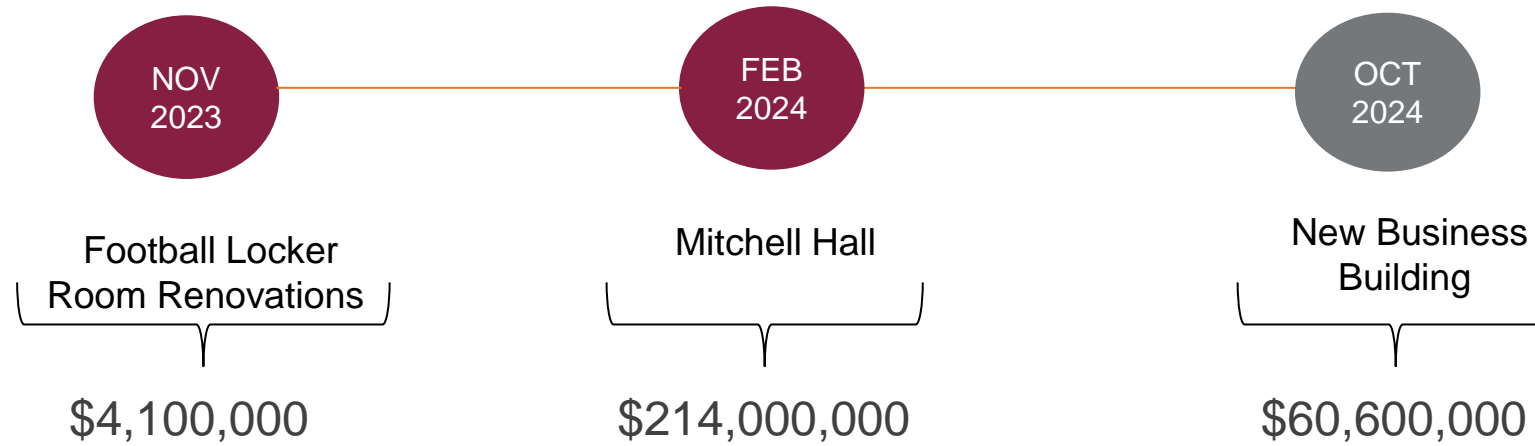 NOV
2023
FEB
2024
OCT
2024
Football Locker
Room Renovations
Mitchell Hall
New Business
Building
$4,100,000
$214,000,000
$60,600,000